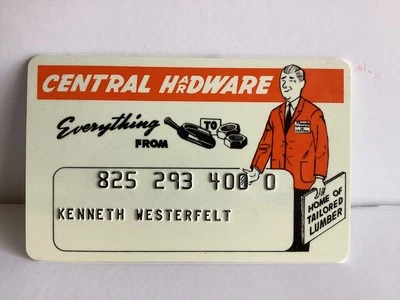 CENTRAL HARDWARE
Everything
FROM
TO
825 293 400 0
KENNETH WESTERFELT
HOME OF
TAILORED
LUMBER